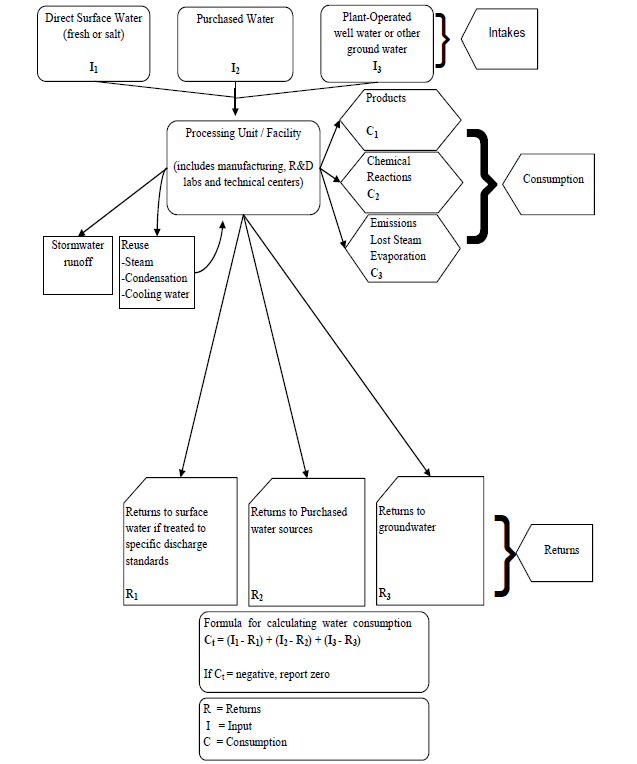 Direct Surface Water
(fresh or salt)
I₁
Purchased Water
I₂
Plant-Operated
well water or other
ground water
I₃
Intakes
Processing Unit / Facility
(includes manufacturing, R&D
labs and technical centers)
Products
C₁
Chemical
Reactions
C₂
Emissions
Lost Steam
Evaporation
C₃
Consumption
Stormwater
runoff
Reuse
-Steam
-Condensation
-Cooling water
Returns to surface
water if treated to
specific discharge
standards
R₁
Returns to Purchased
water sources
R₂
Returns to
groundwater
R₃
Returns
Formula for calculating water consumption
Cₜ = (I₁ - R₁) + (I₂ - R₂) + (I₃ - R₃)
If Cₜ = negative, report zero
R = Returns
I = Input
C = Consumption